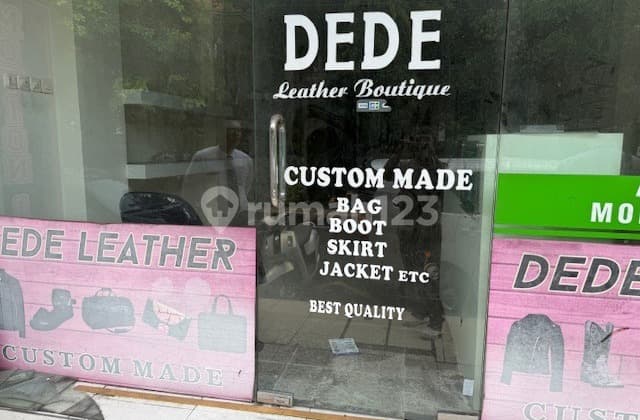 DEDE
Leather Boutique
CUSTOM MADE
BAG
BOOT
SKIRT
JACKET ETC
BEST QUALITY
DEDE LEATHER
CUSTOM MADE
MO
DEDE
CUST
rumah123